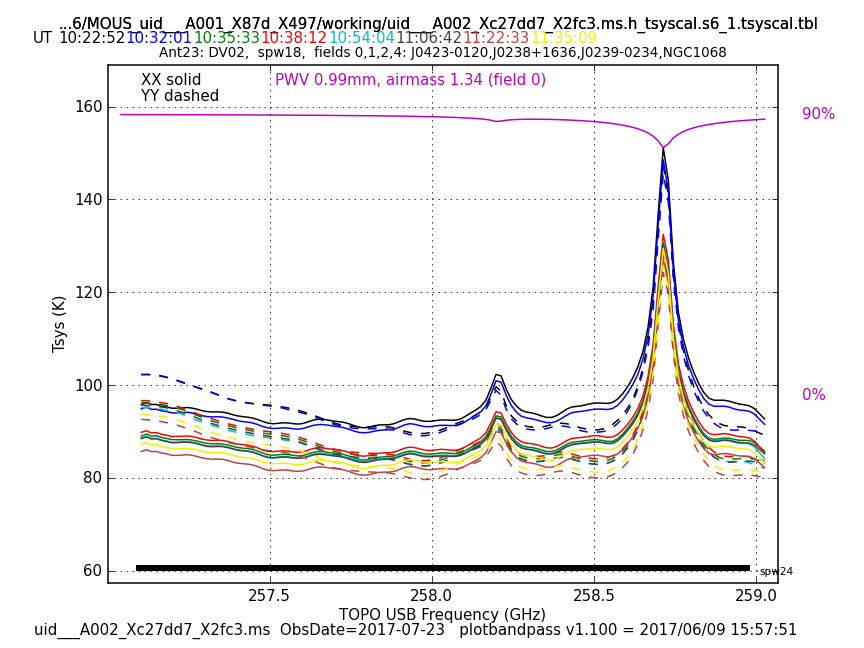 ...6/MOUS_uid___A001_X87d_X497/working/uid___A002_Xc27dd7_X2fc3.ms.h_tsyscal.s6_1.tsyscal.tbl
UT 10:22:52 10:32:01 10:35:33 10:38:12 10:54:04 11:06:42 11:22:33 11:35:09
Ant23: DV02,  spw18,  fields 0,1,2,4: J0423-0120,J0238+1636,J0239-0234,NGC1068
XX solid
PWV 0.99mm, airmass 1.34 (field 0)
YY dashed
90%
0%
160
140
120
100
80
60
Tsys (K)
spw24
257.5 258.0 258.5 259.0
TOPO USB Frequency (GHz)
uid___A002_Xc27dd7_X2fc3.ms  ObsDate=2017-07-23   plotbandpass v1.100 = 2017/06/09 15:57:51